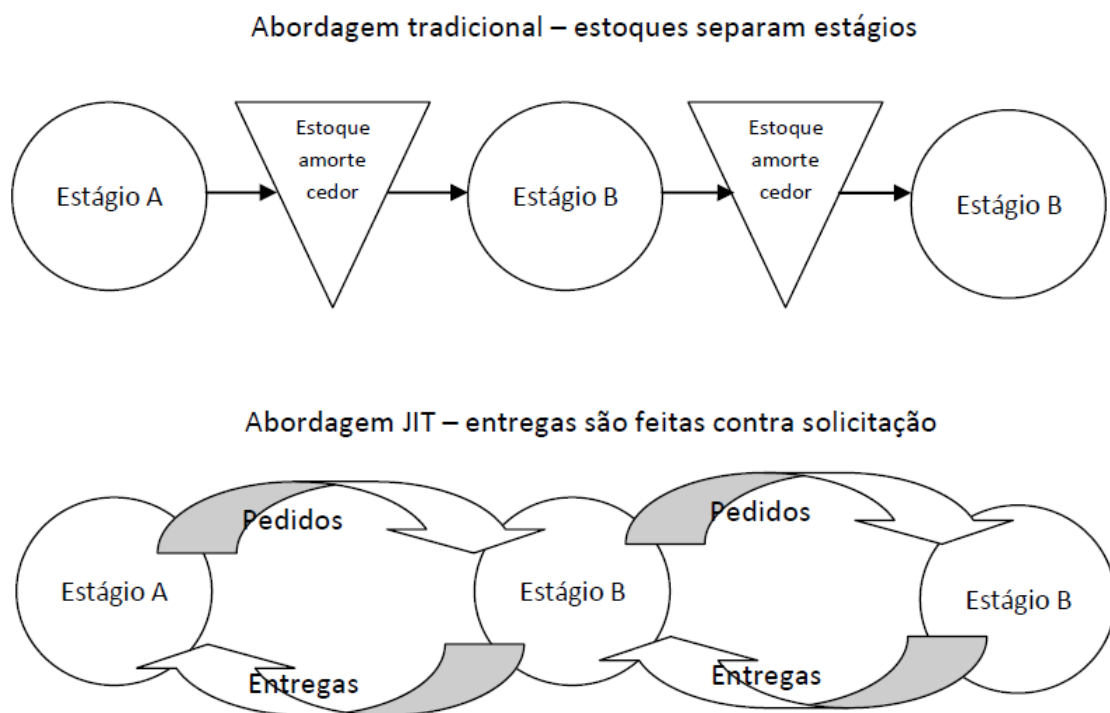 Abordagem tradicional – estoques separam estágios
Estágio A
Estoque
amorte
cedor
Estágio B
Estoque
amorte
cedor
Estágio B
Abordagem JIT – entregas são feitas contra solicitação
Pedidos
Pedidos
Estágio A
Estágio B
Estágio B
Entregas
Entregas